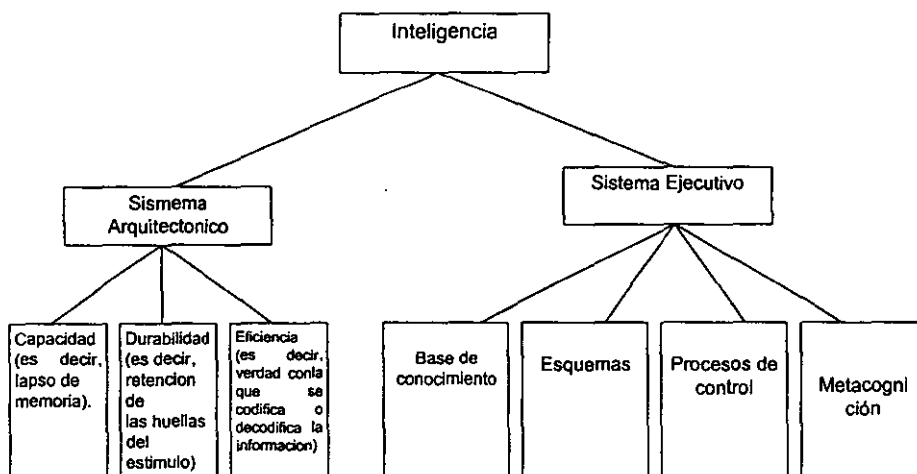 Inteligencia
Sismema
Arquitectonico
Sistema Ejecutivo
Capacidad
(es decir,
lapso de
memoria).
Durabilidad
(es decir,
retencion
de
las huellas
del
estimulo)
Eficiencia
(es decir,
verdad conla
que se
codifica o
decodifica la
informacion)
Base de
conocimiento
Esquemas
Procesos de
control
Metacogni
ción